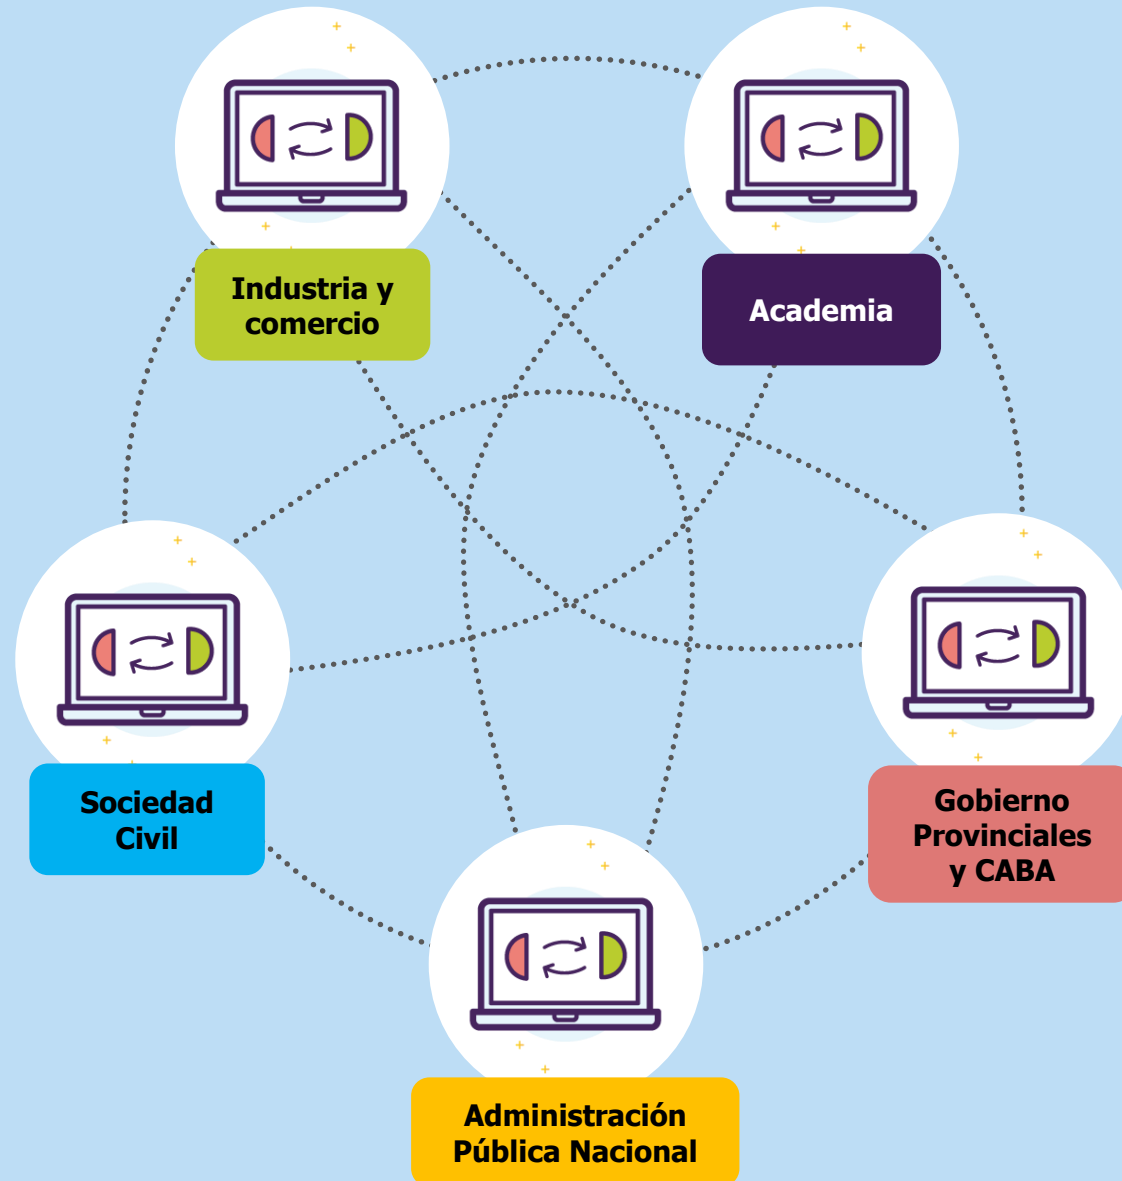 Industria y
comercio
Academia
Sociedad
Civil
Gobierno
Provinciales
y CABA
Administración
Pública Nacional